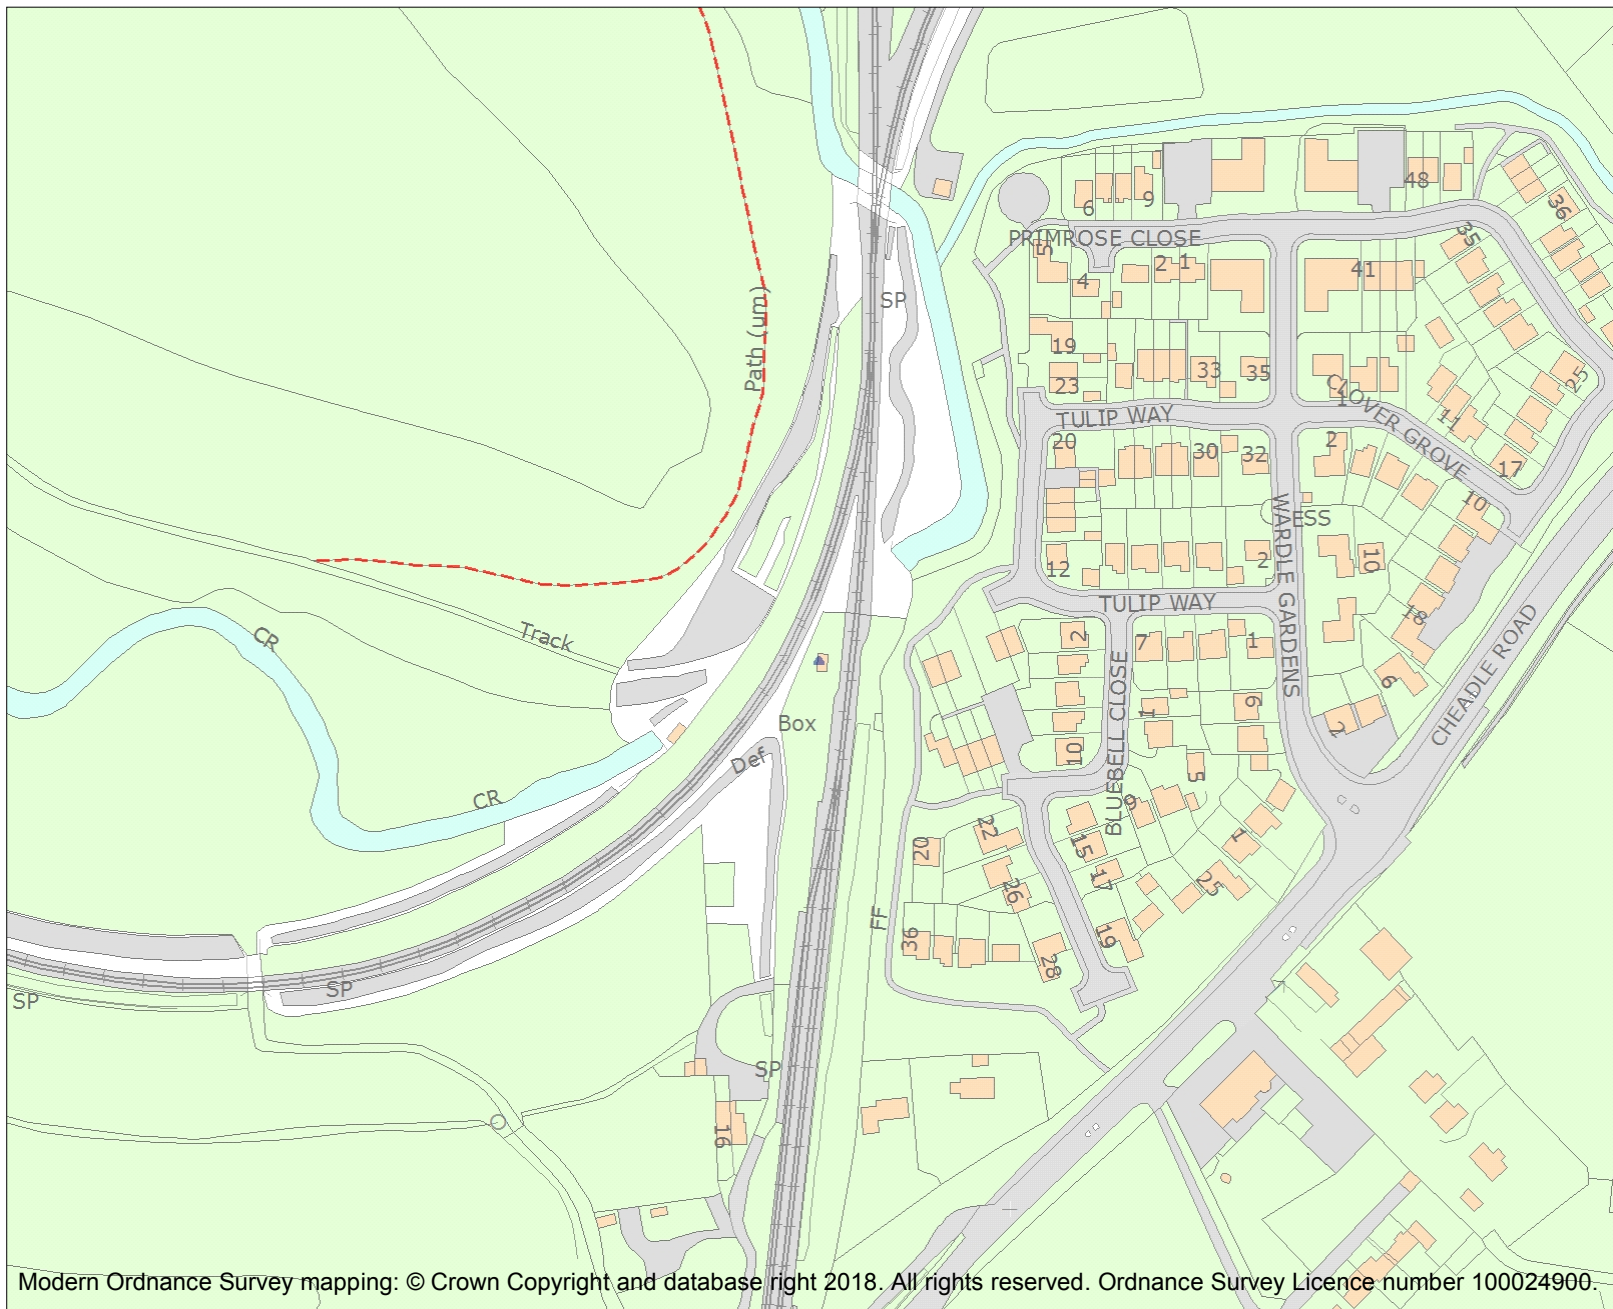 48
36
6
9
PRIMROSE CLOSE
35
5
2
1
41
4
SP
Path (um)
19
33
35
23
25
1
CLOVER GROVE
11
TULIP WAY
20
30
32
2
17
10
ESS
WARDLE GARDENS
12
2
10
TULIP WAY
18
CR
Track
2
7
1
CHEADLE ROAD
6
BLUEBELL CLOSE
1
9
2
Box
10
Def
5
CR
9
22
20
15
1
17
25
26
FF
36
19
28
SP
SP
SP
16
Modern Ordnance Survey mapping: © Crown Copyright and database right 2018. All rights reserved. Ordnance Survey Licence number 100024900.